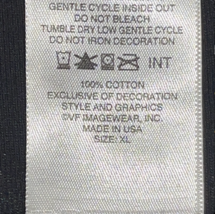 GENTLE CYCLE INSIDE OUT
DO NOT BLEACH
TUMBLE DRY LOW GENTLE CYCLE
DO NOT IRON DECORATION
INT
100% COTTON
EXCLUSIVE OF DECORATION
STYLE AND GRAPHICS
©VF IMAGEWEAR, INC.
MADE IN USA
SIZE: XL